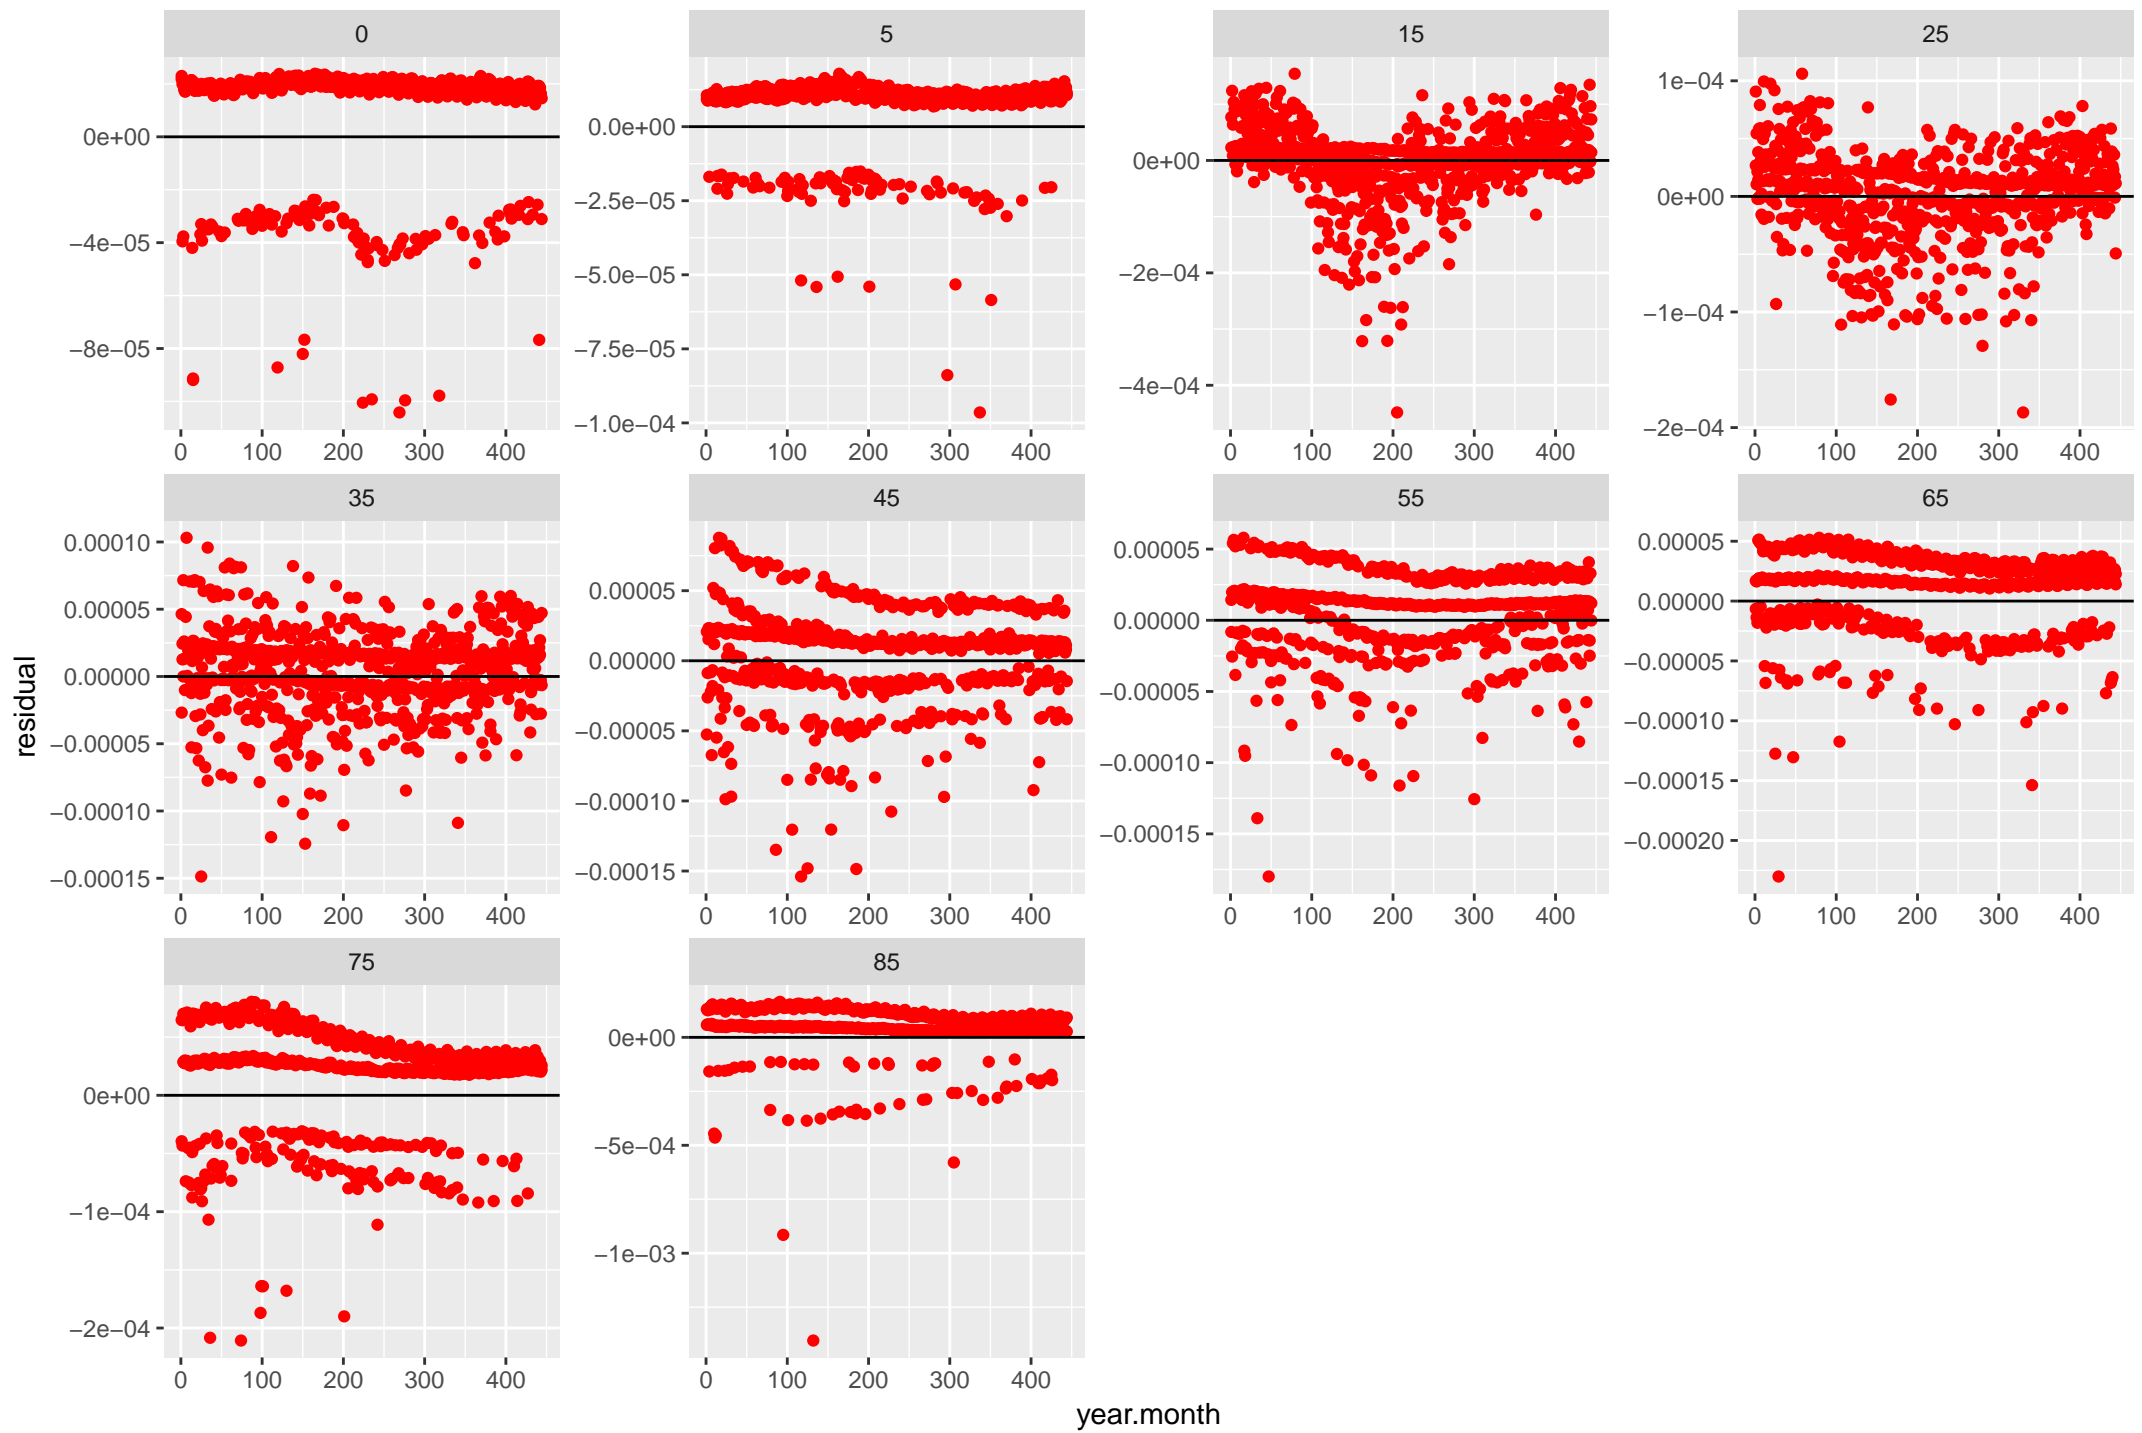 0 5 15 25
0e+00 0.0e+00 0e+00 1e−04
−4e−05 −2.5e−05 −2e−04 0e+00
−8e−05 −5.0e−05 −4e−04 −1e−04
−7.5e−05 −2e−04
−1.0e−04
0 100 200 300 400 0 100 200 300 400 0 100 200 300 400 0 100 200 300 400
35 45 55 65
0.00010 0.00005 0.00005 0.00005
0.00005 0.00000 0.00000 0.00000
0.00000 −0.00005 −0.00005 −0.00005
−0.00005 −0.00010 −0.00010 −0.00010
−0.00010 −0.00015 −0.00015 −0.00015
−0.00015 −0.00020
0 100 200 300 400 0 100 200 300 400 0 100 200 300 400 0 100 200 300 400
residual
75 85
0e+00 0e+00
−1e−04 −5e−04
−2e−04 −1e−03
0 100 200 300 400 0 100 200 300 400
year.month